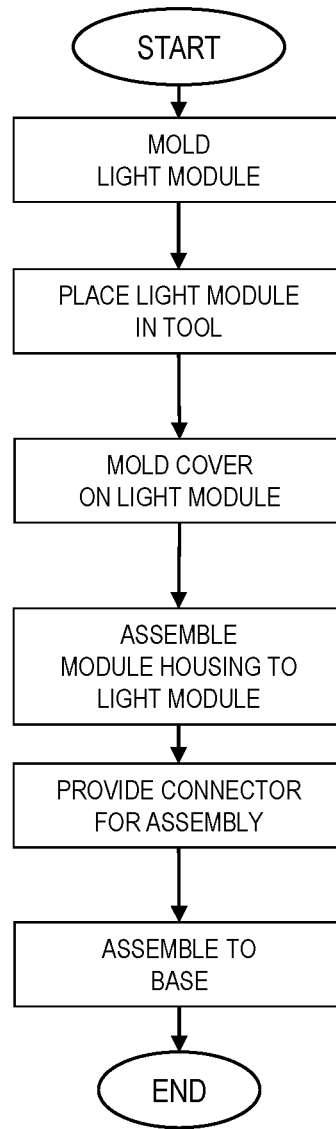 START
MOLD
LIGHT MODULE
PLACE LIGHT MODULE
IN TOOL
MOLD COVER
ON LIGHT MODULE
ASSEMBLE
MODULE HOUSING TO
LIGHT MODULE
PROVIDE CONNECTOR
FOR ASSEMBLY
ASSEMBLE TO
BASE
END